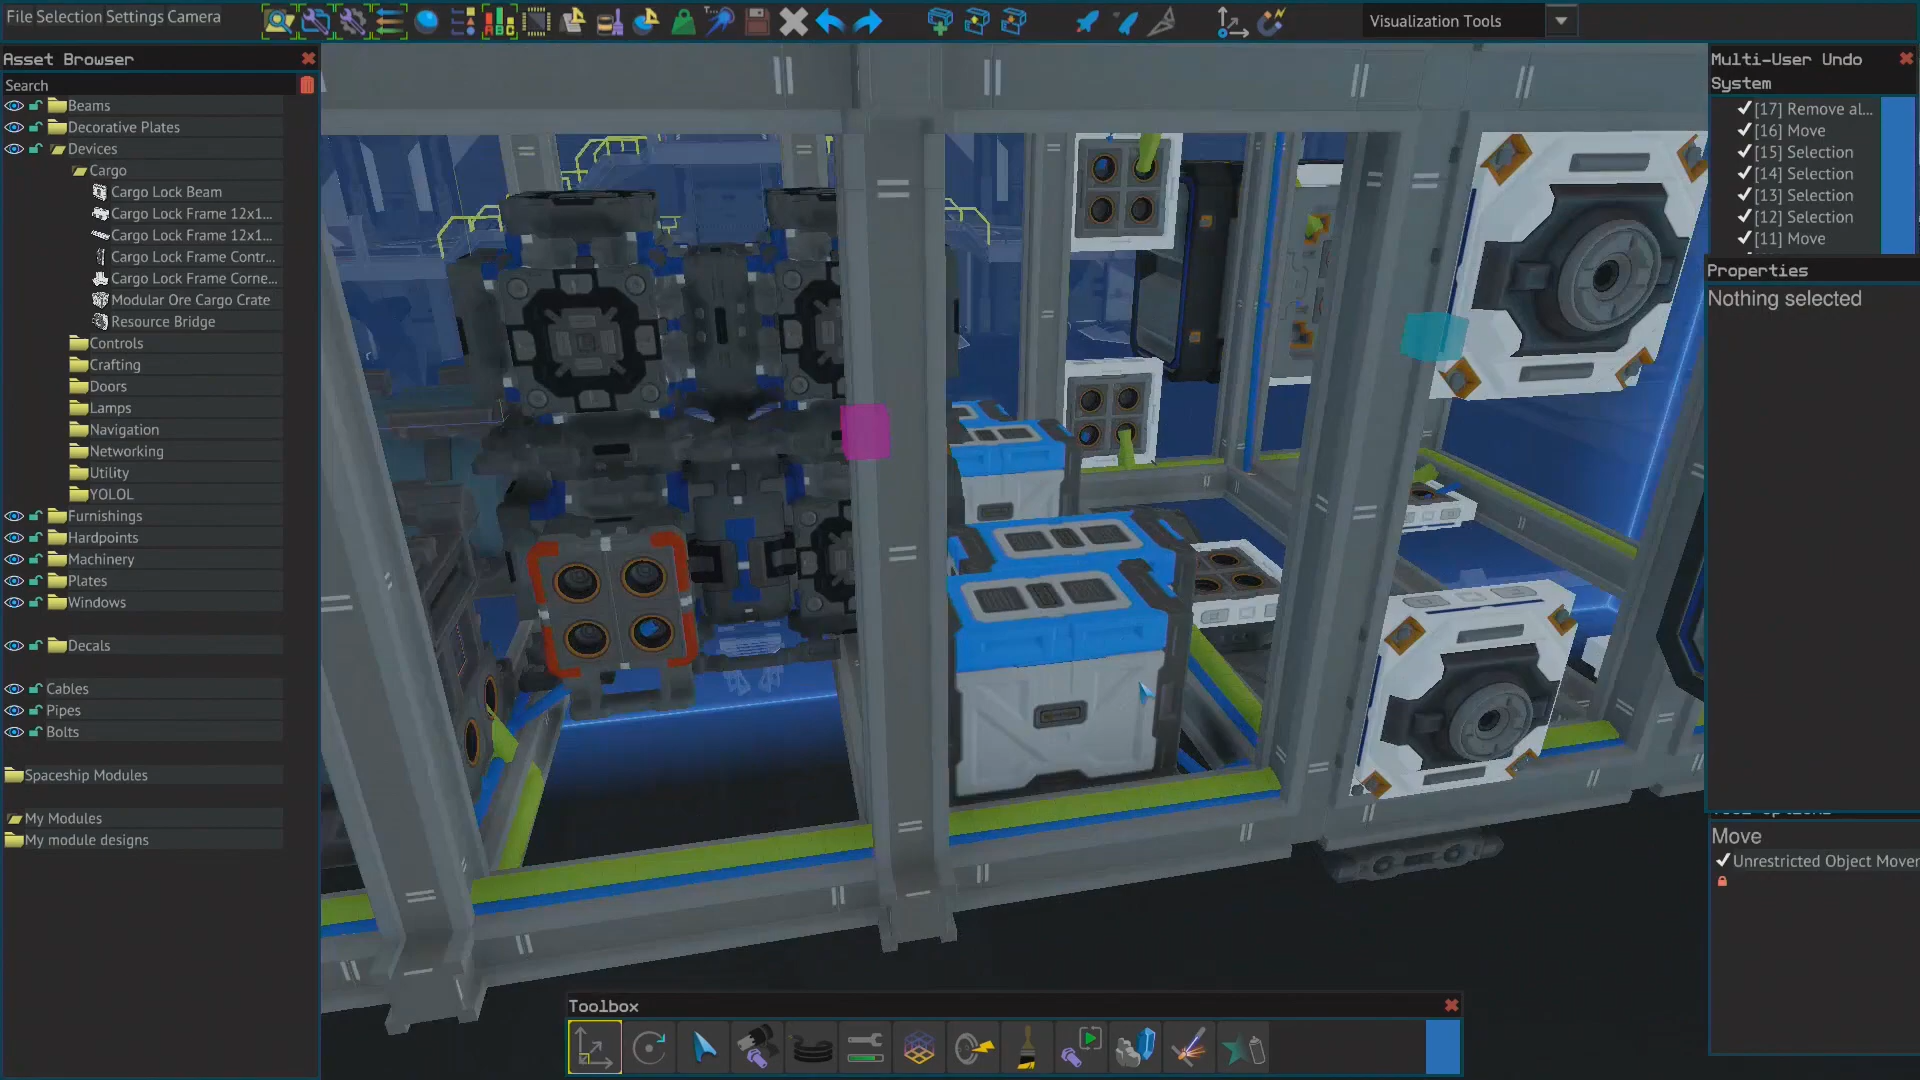 File Selection Settings Camera
Visualization Tools
Asset Browser
Search
Beams
Decorative Plates
Devices
Cargo
Cargo Lock Beam
Cargo Lock Frame 12x1...
Cargo Lock Frame 12x1...
Cargo Lock Frame Contr...
Cargo Lock Frame Corne...
Modular Ore Cargo Crate
Resource Bridge
Controls
Crafting
Doors
Lamps
Navigation
Networking
Utility
YOLOL
Furnishings
Hardpoints
Machinery
Plates
Windows
Decals
Cables
Pipes
Bolts
Spaceship Modules
My Modules
My module designs
Multi-User Undo
System
[17] Remove al...
[16] Move
[15] Selection
[14] Selection
[13] Selection
[12] Selection
[11] Move
Properties
Nothing selected
Move
Unrestricted Object Mover
Toolbox
ABC